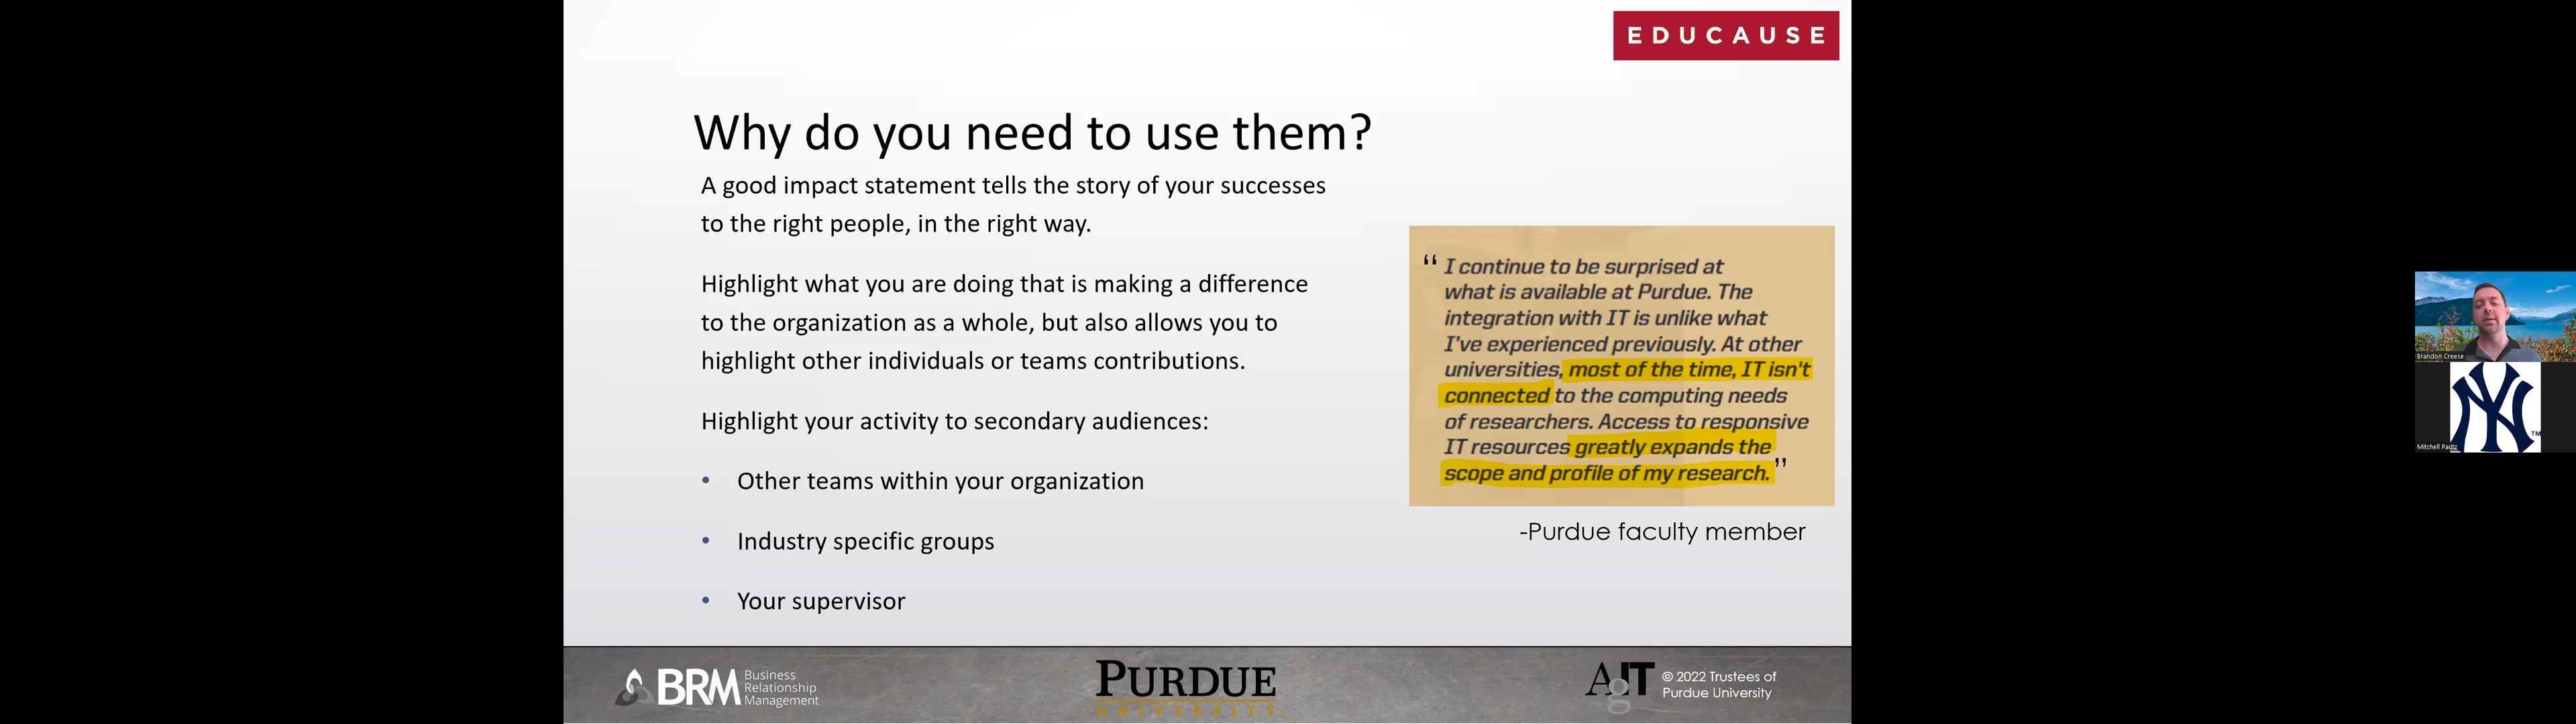 EDUCAUSE
Why do you need to use them?
A good impact statement tells the story of your successes
to the right people, in the right way.
Highlight what you are doing that is making a difference
to the organization as a whole, but also allows you to
highlight other individuals or teams contributions.
Highlight your activity to secondary audiences:
• Other teams within your organization
• Industry specific groups
• Your supervisor
“ I continue to be surprised at
what is available at Purdue. The
integration with IT is unlike what
I've experienced previously. At other
universities, most of the time, IT isn't
connected to the computing needs
of researchers. Access to responsive
IT resources greatly expands the
scope and profile of my research.”
-Purdue faculty member
BRM Business
Relationship
Management
PURDUE
UNIVERSITY.
AgIT
© 2022 Trustees of
Purdue University
Brandon Creese
NY
TM
Mitchell Pautz